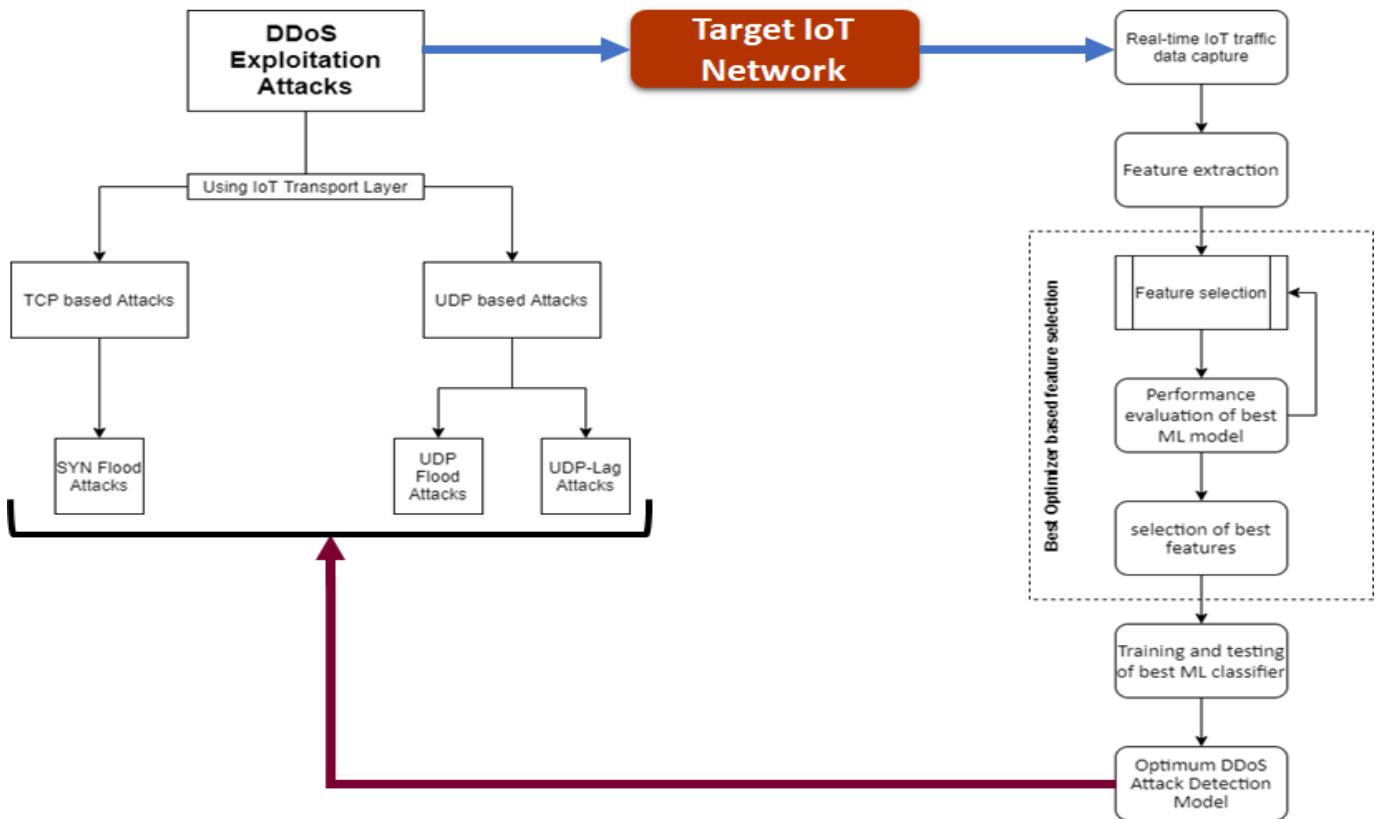 DDoS
Exploitation
Attacks
Target IoT
Network
Real-time IoT traffic
data capture
Using IoT Transport Layer
Feature extraction
TCP based Attacks
UDP based Attacks
SYN Flood
Attacks
UDP
Flood
Attacks
UDP-Lag
Attacks
Best Optimizer based feature selection
Feature selection
Performance
evaluation of best
ML model
selection of best
features
Training and testing
of best ML classifier
Optimum DDoS
Attack Detection
Model